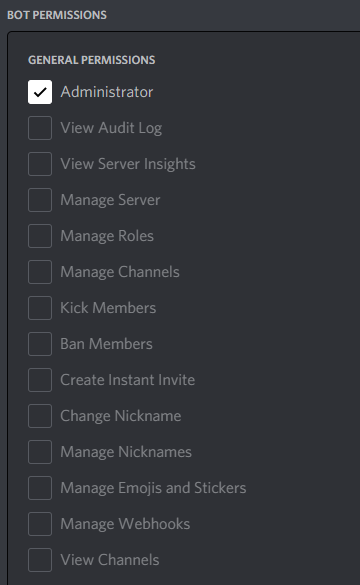 BOT PERMISSIONS
GENERAL PERMISSIONS
Administrator
View Audit Log
View Server Insights
Manage Server
Manage Roles
Manage Channels
Kick Members
Ban Members
Create Instant Invite
Change Nickname
Manage Nicknames
Manage Emojis and Stickers
Manage Webhooks
View Channels